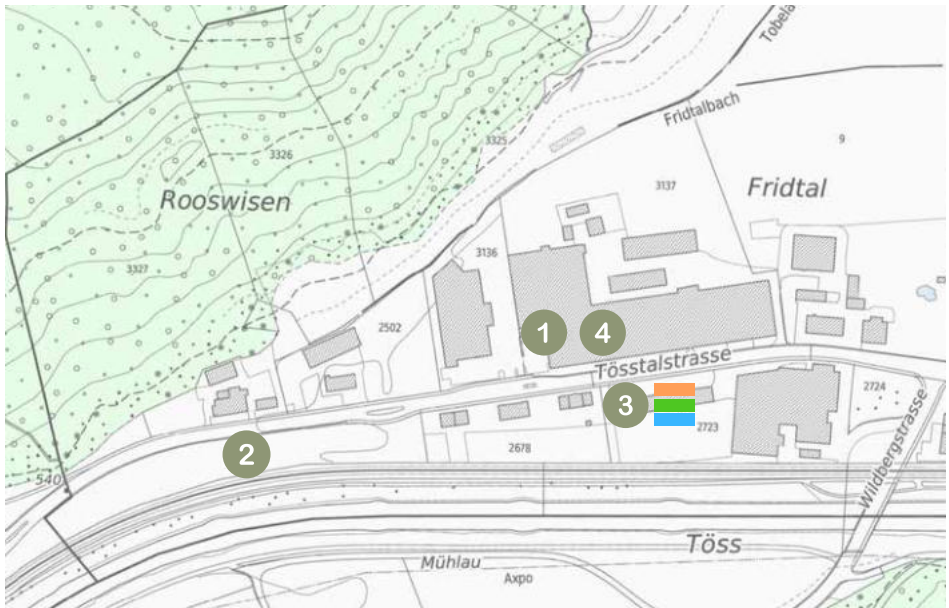 Tobela
Fridtalbach
3325
3326
9
3137
Fridtal
Rooswisen
3136
3327
2502
1
4
Tösstalstrasse
3
2724
2723
2
2678
Wildbergstrasse
540
Töss
Mühlau
Axpo